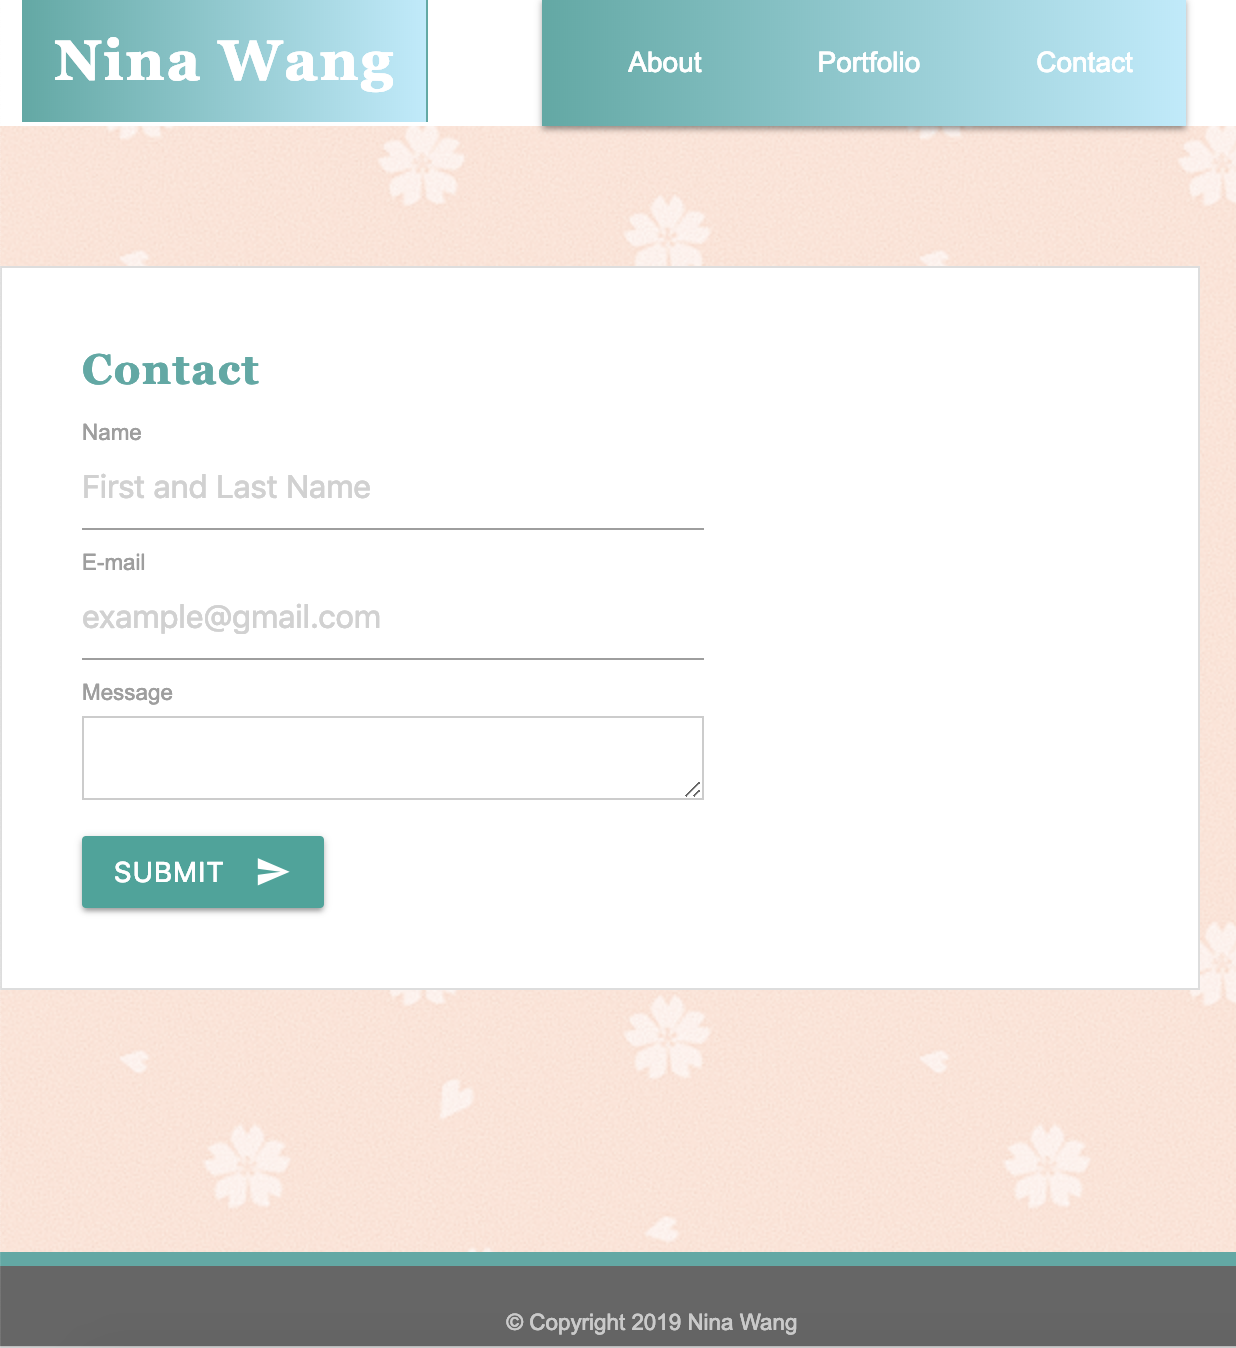 Nina Wang
About Portfolio Contact
Contact
Name
First and Last Name
E-mail
example@gmail.com
Message
SUBMIT
© Copyright 2019 Nina Wang